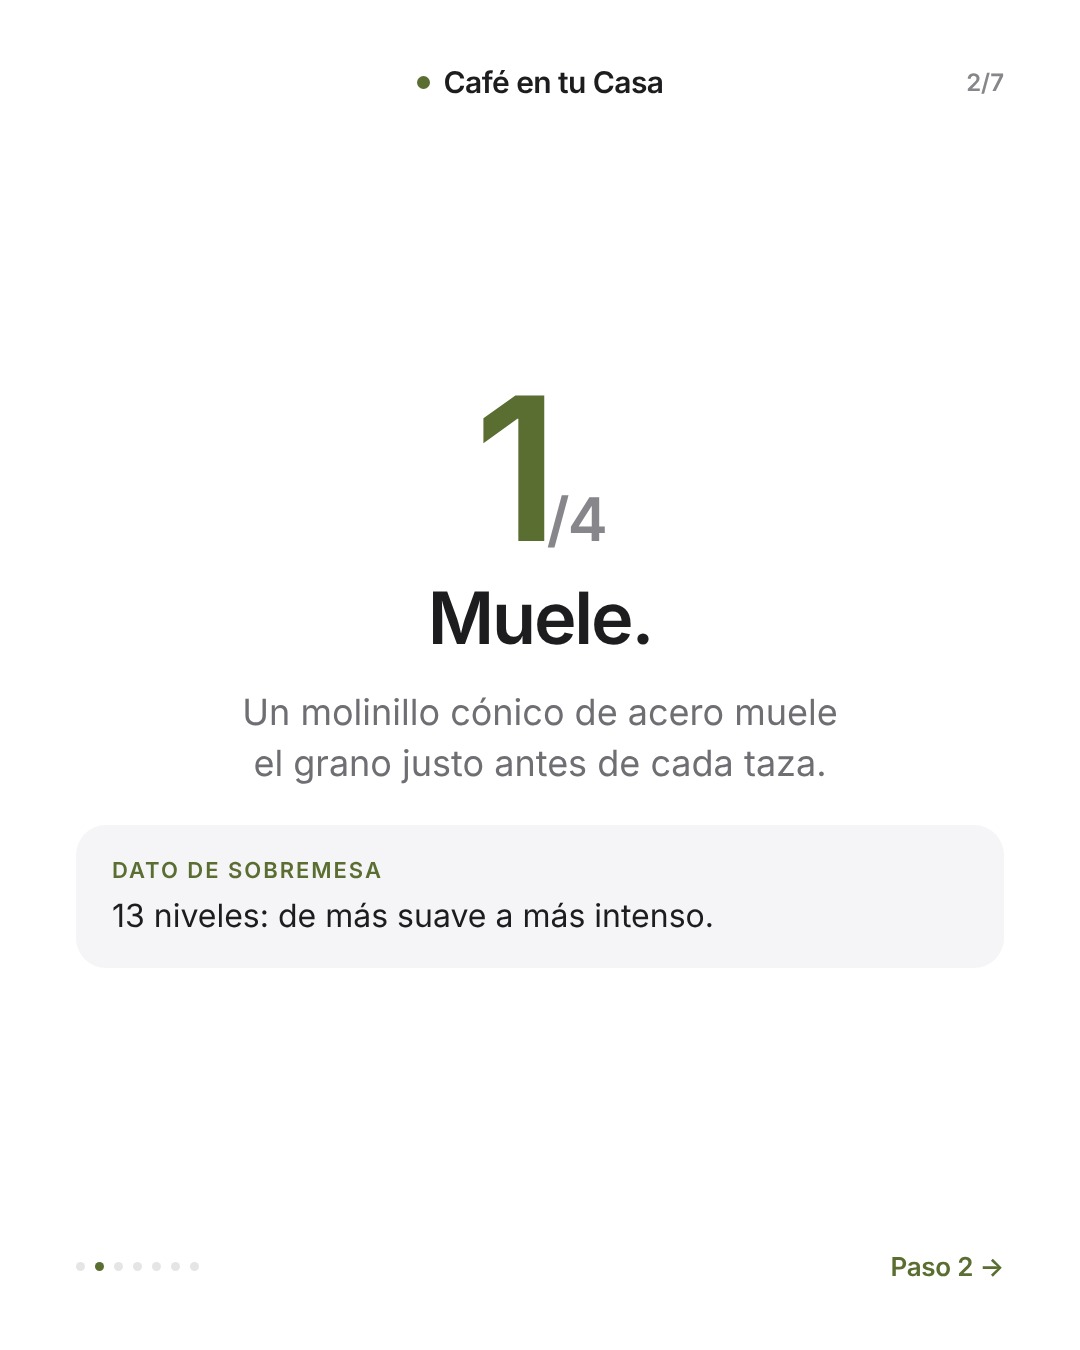 Café en tu Casa
2/7
1/4
Muele.
Un molinillo cónico de acero muele
el grano justo antes de cada taza.
DATO DE SOBREMESA
13 niveles: de más suave a más intenso.
Paso 2 →